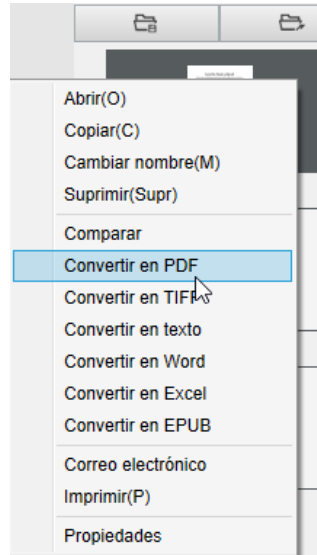 Abrir(O)
Copiar(C)
Cambiar nombre(M)
Suprimir(Supr)
Comparar
Convertir en PDF
Convertir en TIFF
Convertir en texto
Convertir en Word
Convertir en Excel
Convertir en EPUB
Correo electrónico
Imprimir(P)
Propiedades